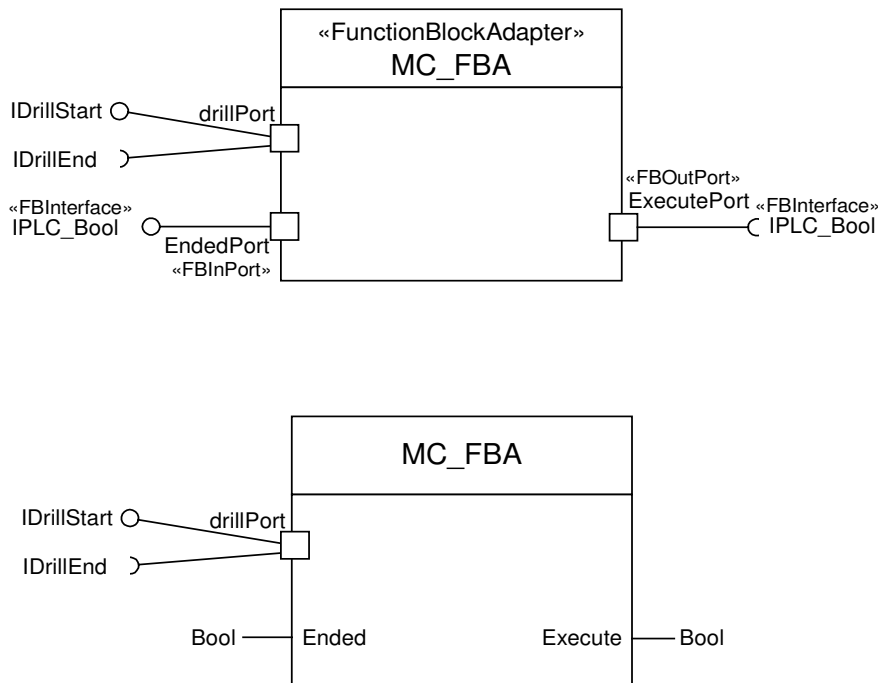 «FunctionBlockAdapter»
MC_FBA
IDrillStart
drillPort
IDrillEnd
«FBInterface»
IPLC_Bool
EndedPort
«FBInPort»
«FBOutPort»
ExecutePort
«FBInterface»
IPLC_Bool
MC_FBA
IDrillStart
drillPort
IDrillEnd
Bool
Ended
Execute
Bool